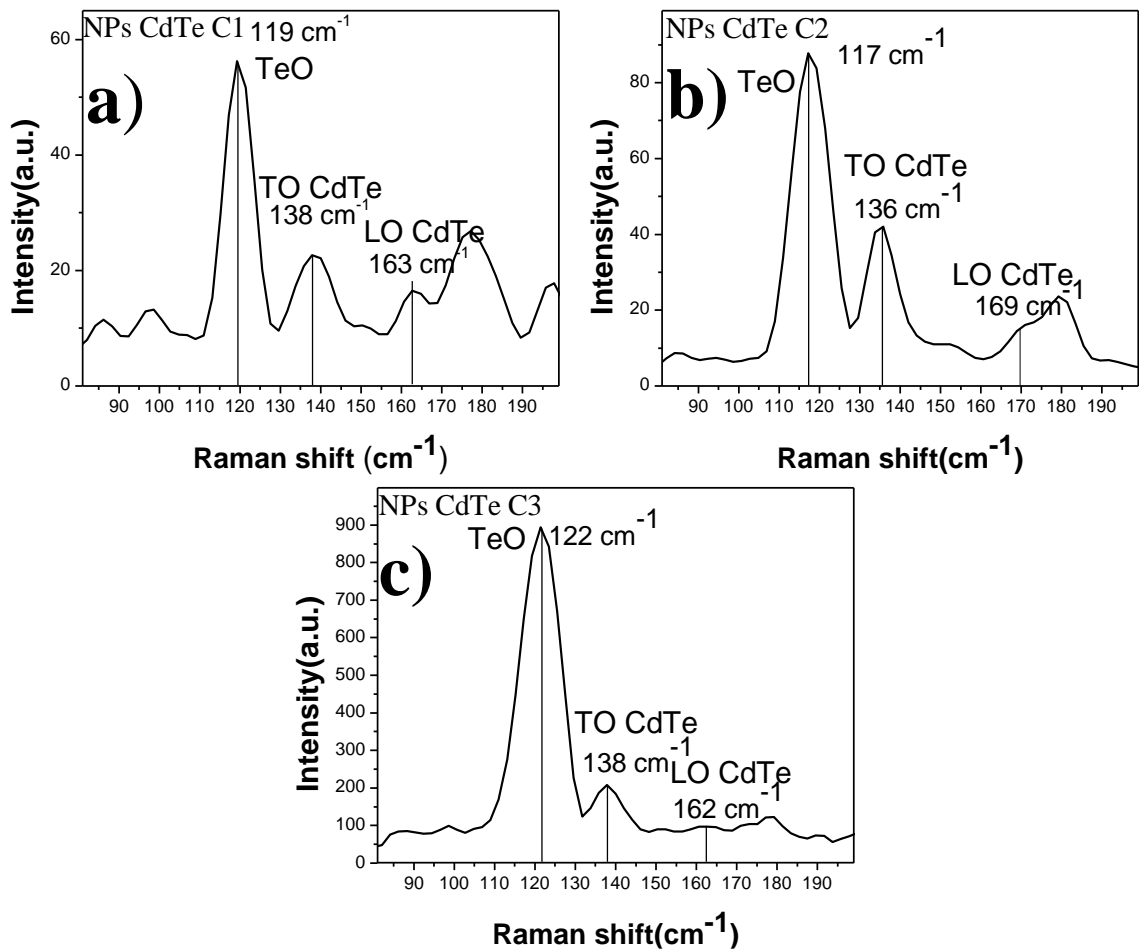 NPs CdTe C1 119 cm⁻¹
TeO
a)
TO CdTe
138 cm⁻¹
LO CdTe
163 cm⁻¹
Intensity(a.u.)
60
40
20
0
90 100 110 120 130 140 150 160 170 180 190
Raman shift (cm⁻¹)
NPs CdTe C2
117 cm⁻¹
TeO
b)
TO CdTe
136 cm⁻¹
LO CdTe
169 cm⁻¹
Intensity(a.u.)
80
60
40
20
0
90 100 110 120 130 140 150 160 170 180 190
Raman shift(cm⁻¹)
NPs CdTe C3
TeO 122 cm⁻¹
c)
TO CdTe
138 cm⁻¹
LO CdTe
162 cm⁻¹
Intensity(a.u.)
900
800
700
600
500
400
300
200
100
0
90 100 110 120 130 140 150 160 170 180 190
Raman shift(cm⁻¹)